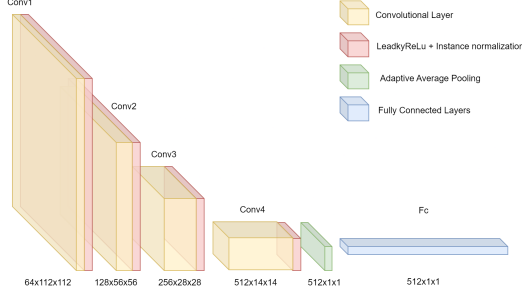 Conv1
Convolutional Layer
LeadkyReLu + Instance normalization
Adaptive Average Pooling
Fully Connected Layers
Conv2
Conv3
Conv4
Fc
64x112x112
128x56x56
256x28x28
512x14x14
512x1x1
512x1x1